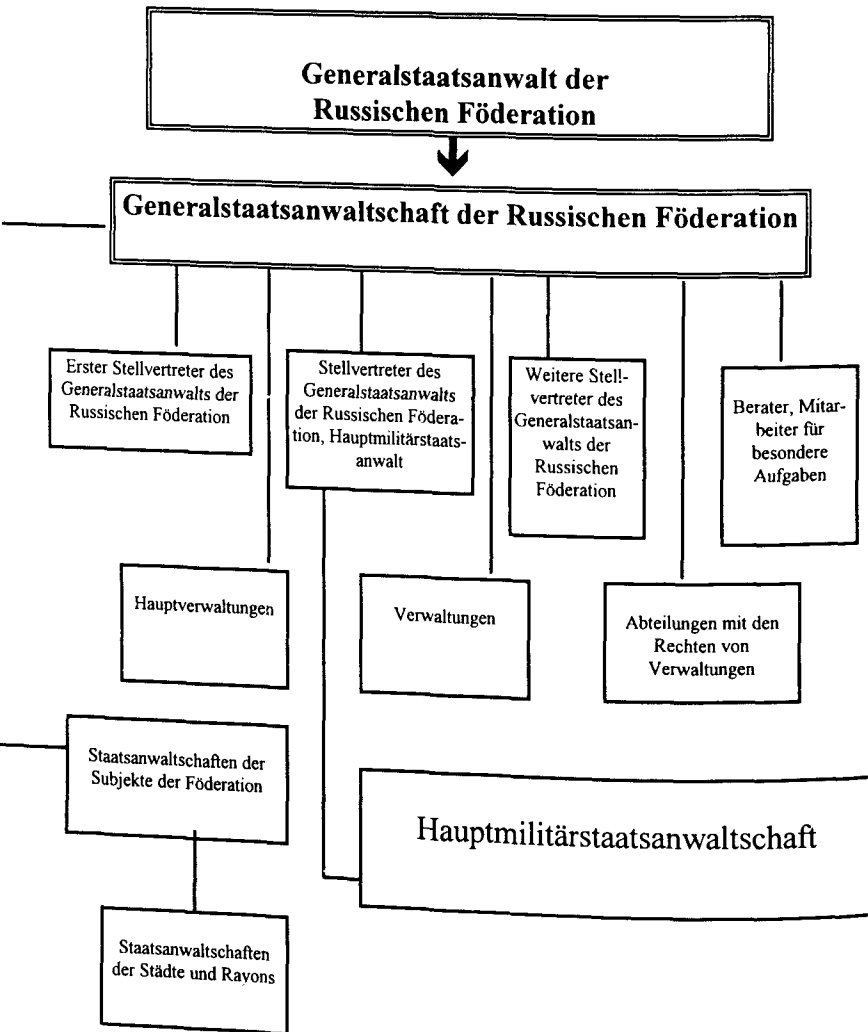 Generalstaatsanwalt der
Russischen Föderation
Generalstaatsanwaltschaft der Russischen Föderation
Erster Stellvertreter des
Generalstaatsanwalts der
Russischen Föderation
Stellvertreter des
Generalstaatsanwalts
der Russischen Födera-
tion, Hauptmilitärstaats-
anwalt
Weitere Stell-
vertreter des
Generalstaatsan-
walts der
Russischen
Föderation
Berater, Mitar-
beiter für
besondere
Aufgaben
Hauptverwaltungen
Verwaltungen
Abteilungen mit den
Rechten von
Verwaltungen
Staatsanwaltschaften der
Subjekte der Föderation
Hauptmilitärstaatsanwaltschaft
Staatsanwaltschaften
der Städte und Rayons